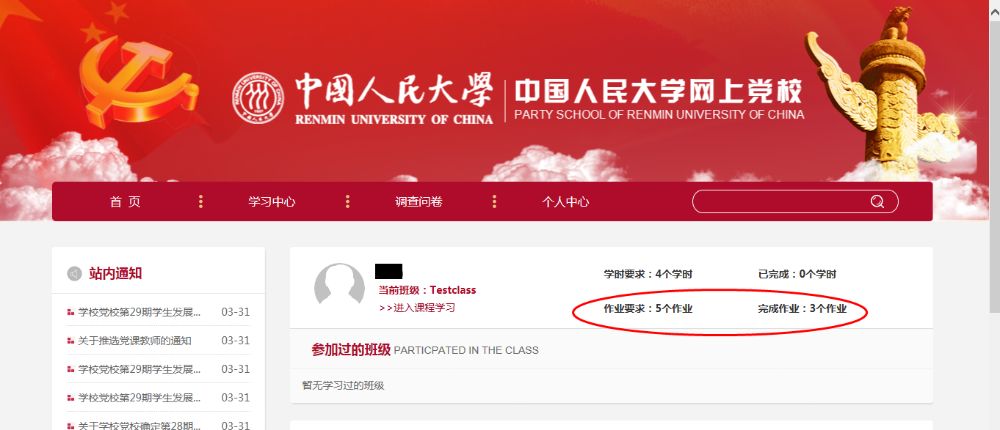 中国人民大学
RENMIN UNIVERSITY OF CHINA
中国人民大学网上党校
PARTY SCHOOL OF RENMIN UNIVERSITY OF CHINA
首 页
学习中心
调查问卷
个人中心
站内通知
学校党校第29期学生发展... 03-31
关于推选党课教师的通知 03-31
学校党校第29期学生发展... 03-31
学校党校第29期学生发展... 03-31
关于学校党校确定第28期... 03-31
当前班级：Testclass
>>进入课程学习
学时要求：4个学时 已完成：0个学时
作业要求：5个作业 完成作业：3个作业
参加过的班级 PARTICPATED IN THE CLASS
暂无学习过的班级